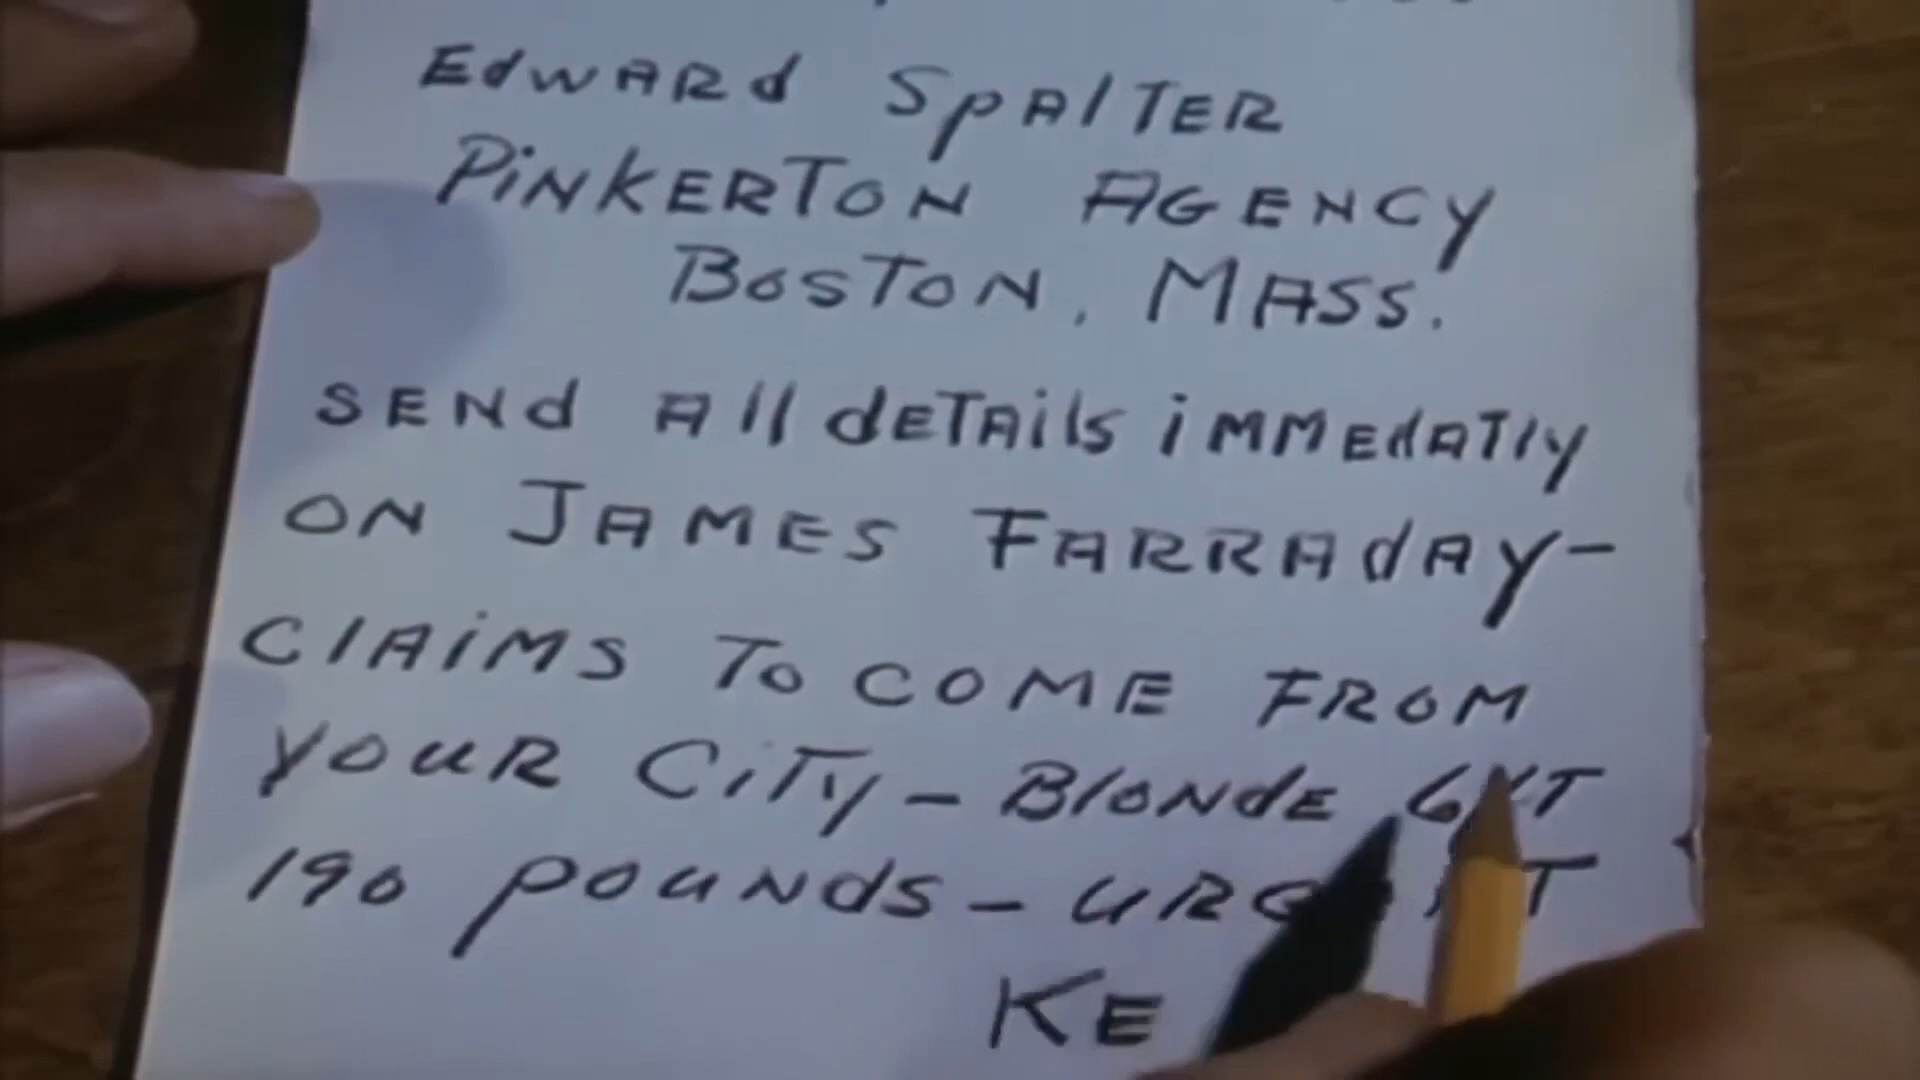 Edward Spalter
Pinkerton Agency
Boston, Mass.
send all details immedatly
on James Farraday-
claims to come from
your city - Blonde
190 pounds -
KE